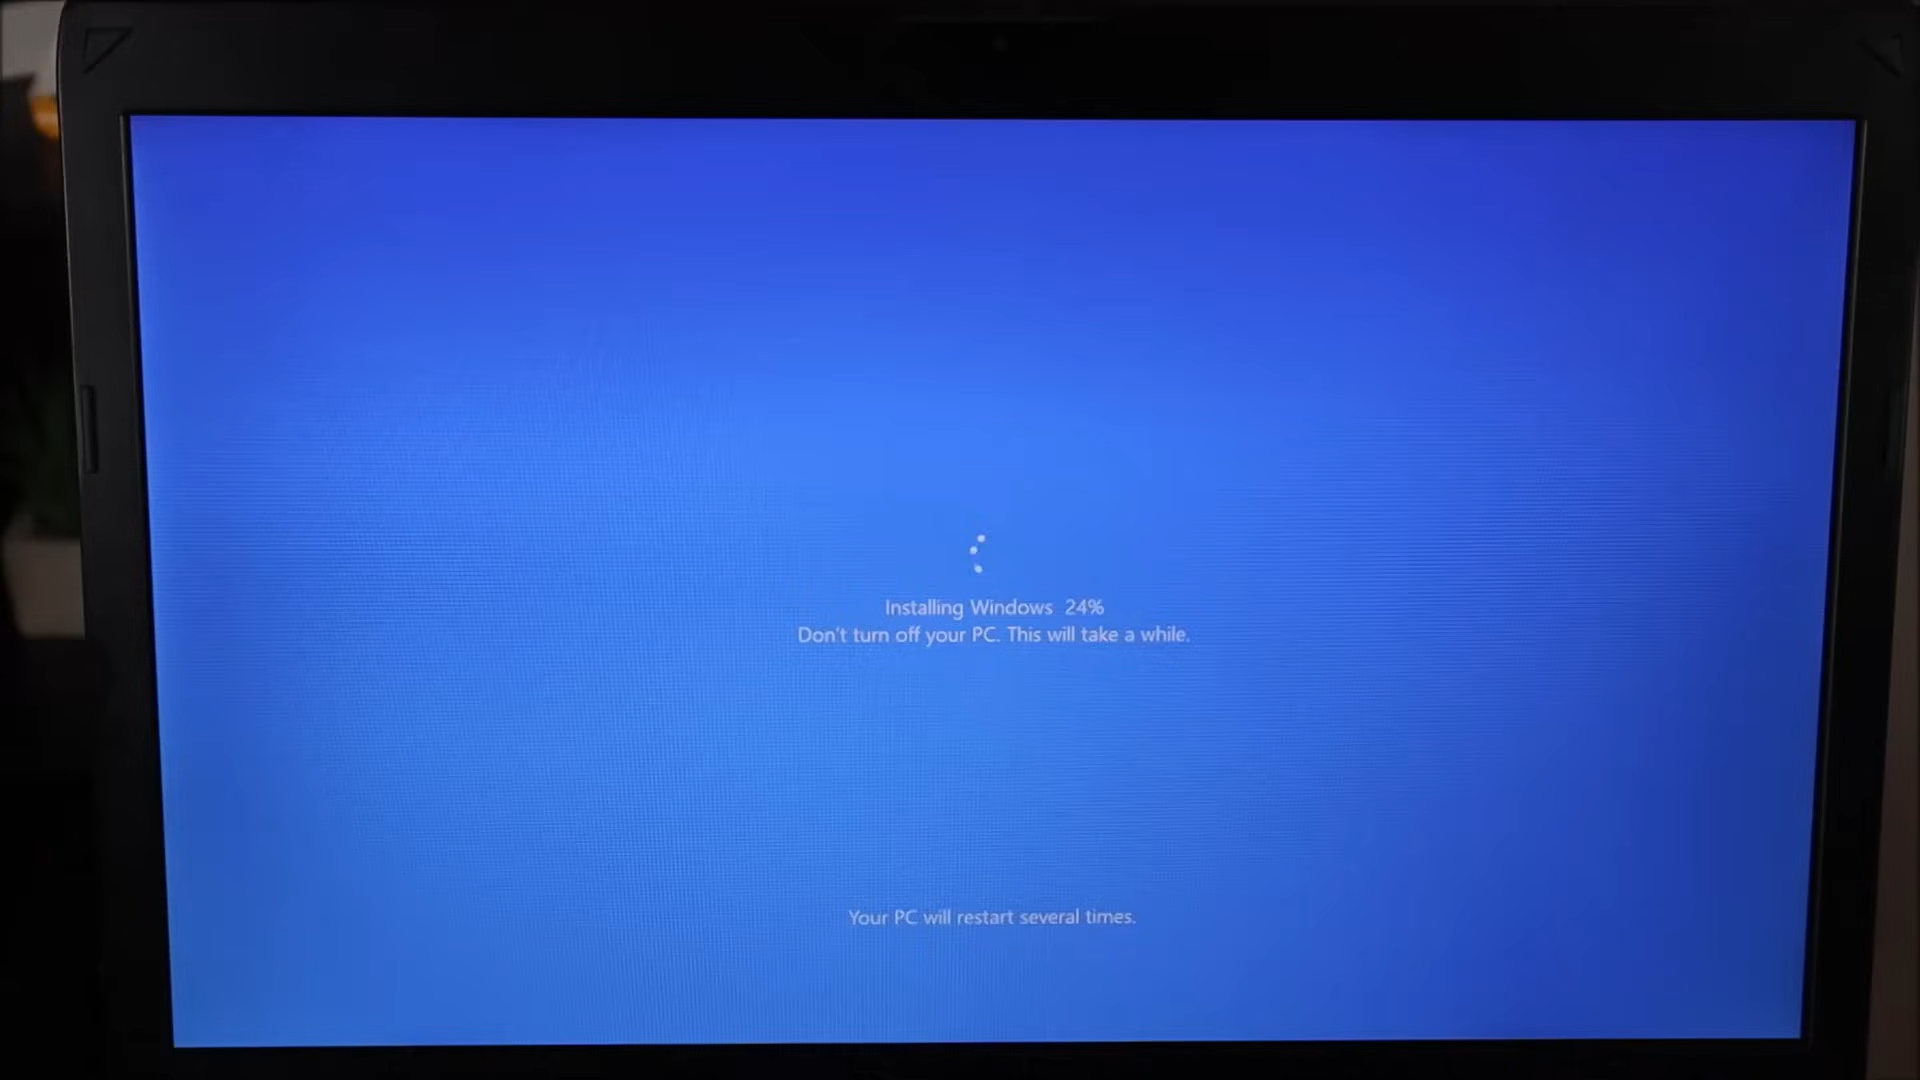 Installing Windows 24%
Don't turn off your PC. This will take a while.
Your PC will restart several times.